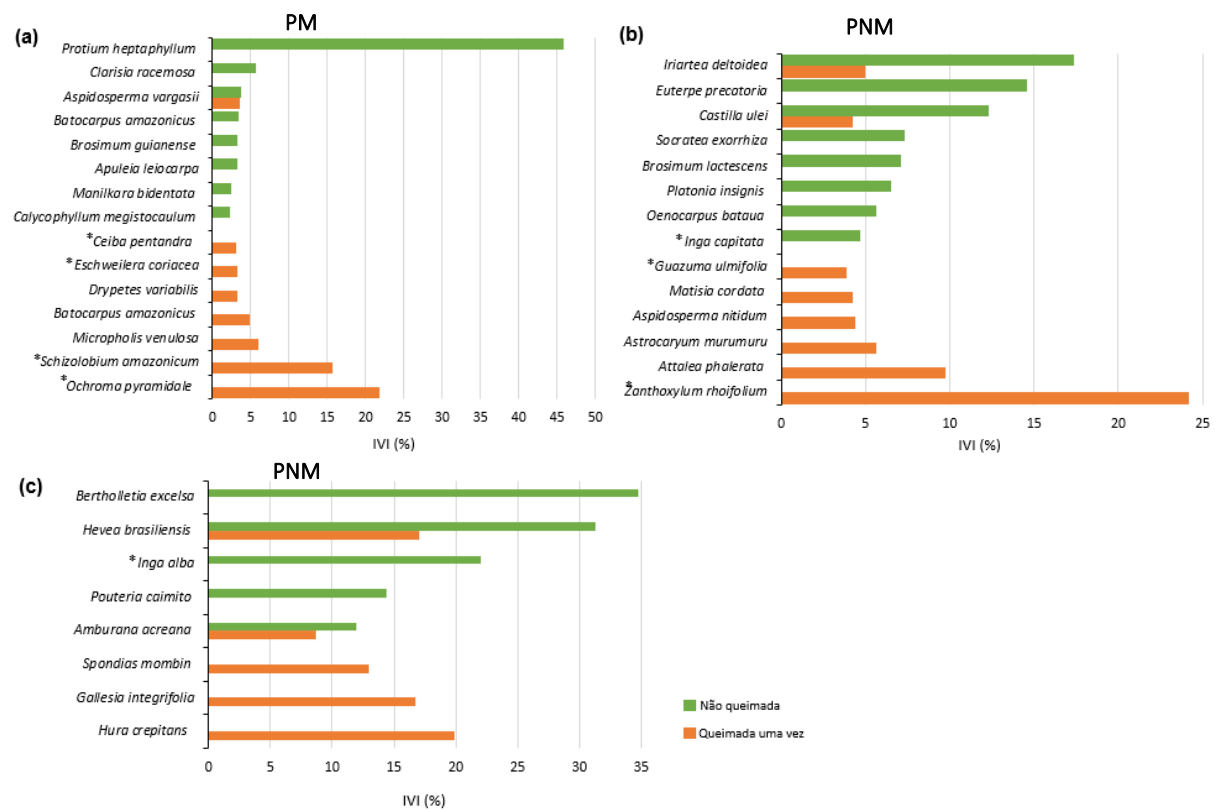 (a)
PM
Protium heptaphyllum
Clarisia racemosa
Aspidosperma vargasii
Batocarpus amazonicus
Brosimum guianense
Apuleia leiocarpa
Manilkara bidentata
Calycophyllum megistocaulum
*Ceiba pentandra
*Eschweilera coriacea
Drypetes variabilis
Batocarpus amazonicus
Micropholis venulosa
*Schizolobium amazonicum
*Ochroma pyramidale
0 5 10 15 20 25 30 35 40 45 50
IVI (%)
(b)
PNM
Iriartea deltoidea
Euterpe precatoria
Castilla ulei
Socratea exorrhiza
Brosimum lactescens
Platonia insignis
Oenocarpus bataua
*Inga capitata
*Guazuma ulmifolia
Matisia cordata
Aspidosperma nitidum
Astrocaryum murumuru
Attalea phalerata
*Zanthoxylum rhoifolium
0 5 10 15 20 25
IVI (%)
(c)
PNM
Bertholletia excelsa
Hevea brasiliensis
*Inga alba
Pouteria caimito
Amburana acreana
Spondias mombin
Gallesia integrifolia
Hura crepitans
0 5 10 15 20 25 30 35
IVI (%)
Não queimada
Queimada uma vez